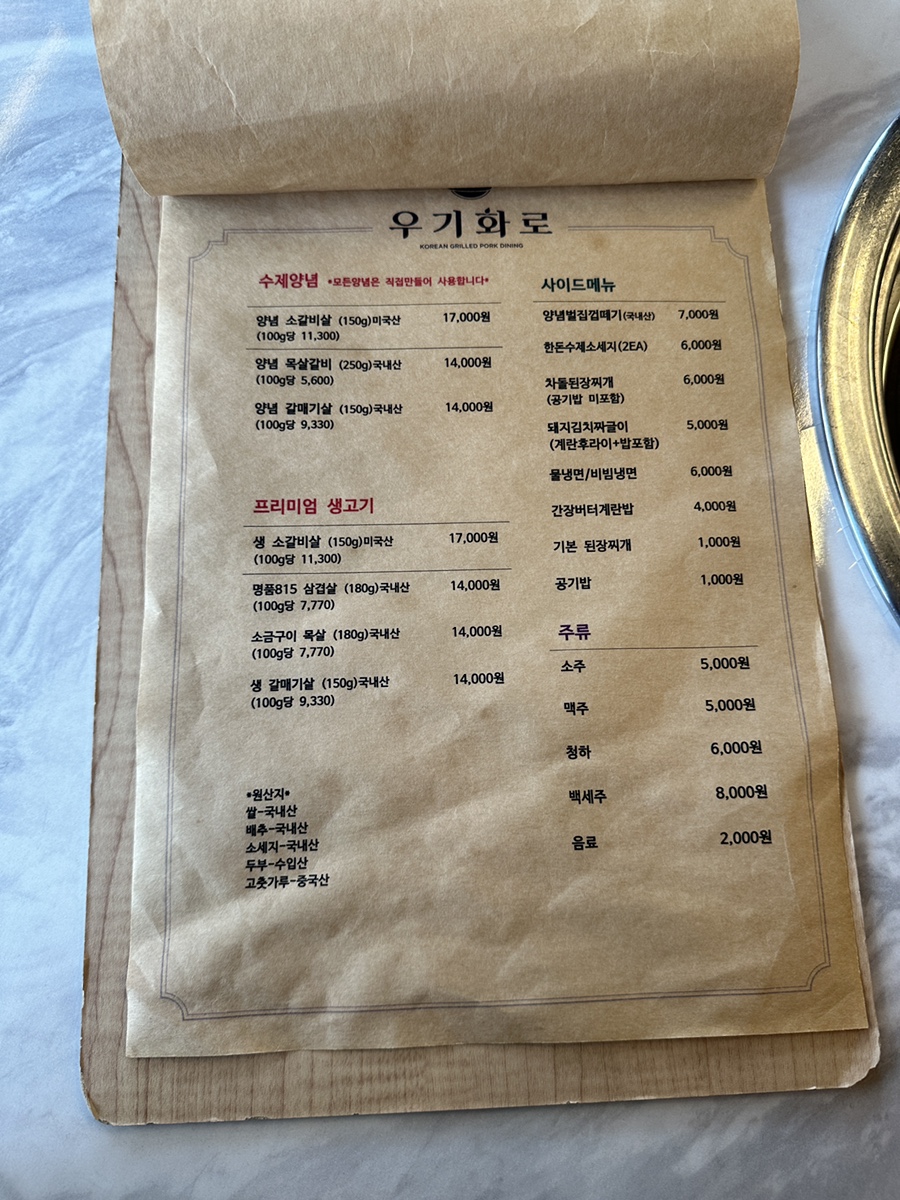 우기화로
KOREAN GRILLED PORK DINING
수제양념 *모든양념은 직접만들어 사용합니다*
양념 소갈비살 (150g)미국산 17,000원
(100g당 11,300)
양념 목살갈비 (250g)국내산 14,000원
(100g당 5,600)
양념 갈매기살 (150g)국내산 14,000원
(100g당 9,330)
프리미엄 생고기
생 소갈비살 (150g)미국산 17,000원
(100g당 11,300)
명품815 삼겹살 (180g)국내산 14,000원
(100g당 7,770)
소금구이 목살 (180g)국내산 14,000원
(100g당 7,770)
생 갈매기살 (150g)국내산 14,000원
(100g당 9,330)
*원산지*
쌀-국내산
배추-국내산
소세지-국내산
두부-수입산
고춧가루-중국산
사이드메뉴
양념벌집껍떼기(국내산) 7,000원
한돈수제소세지(2EA) 6,000원
차돌된장찌개 6,000원
(공기밥 미포함)
돼지김치짜글이 5,000원
(계란후라이+밥포함)
물냉면/비빔냉면 6,000원
간장버터계란밥 4,000원
기본 된장찌개 1,000원
공기밥 1,000원
주류
소주 5,000원
맥주 5,000원
청하 6,000원
백세주 8,000원
음료 2,000원